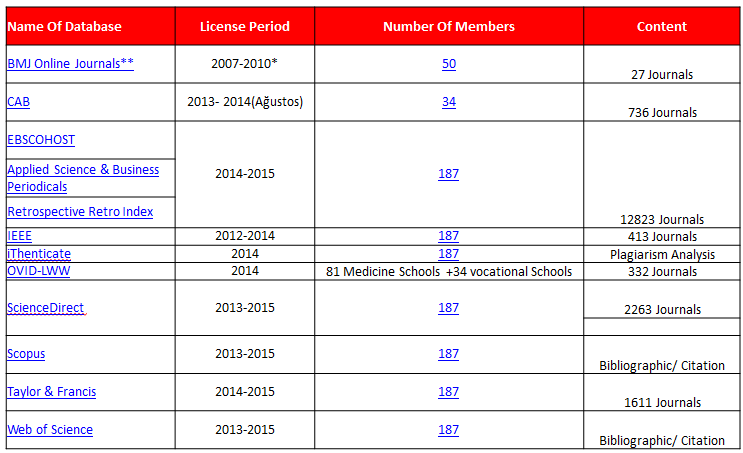 Name Of Database License Period Number Of Members Content
BMJ Online Journals** 2007-2010* 50 27 Journals
CAB 2013- 2014(Ağustos) 34 736 Journals
EBSCOHOST
Applied Science & Business
Periodicals
2014-2015 187
Retrospective Retro Index
12823 Journals
IEEE 2012-2014 187 413 Journals
iThenticate 2014 187 Plagiarism Analysis
OVID-LWW 2014 81 Medicine Schools +34 vocational Schools 332 Journals
ScienceDirect 2013-2015 187 2263 Journals
Scopus 2013-2015 187 Bibliographic/ Citation
Taylor & Francis 2014-2015 187 1611 Journals
Web of Science 2013-2015 187 Bibliographic/ Citation